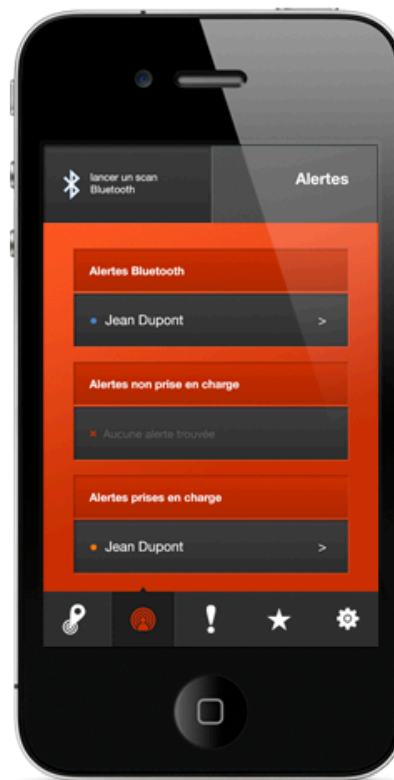 lancer un scan
Bluetooth
Alertes
Alertes Bluetooth
Jean Dupont >
Alertes non prise en charge
× Aucune alerte trouvée
Alertes prises en charge
Jean Dupont >